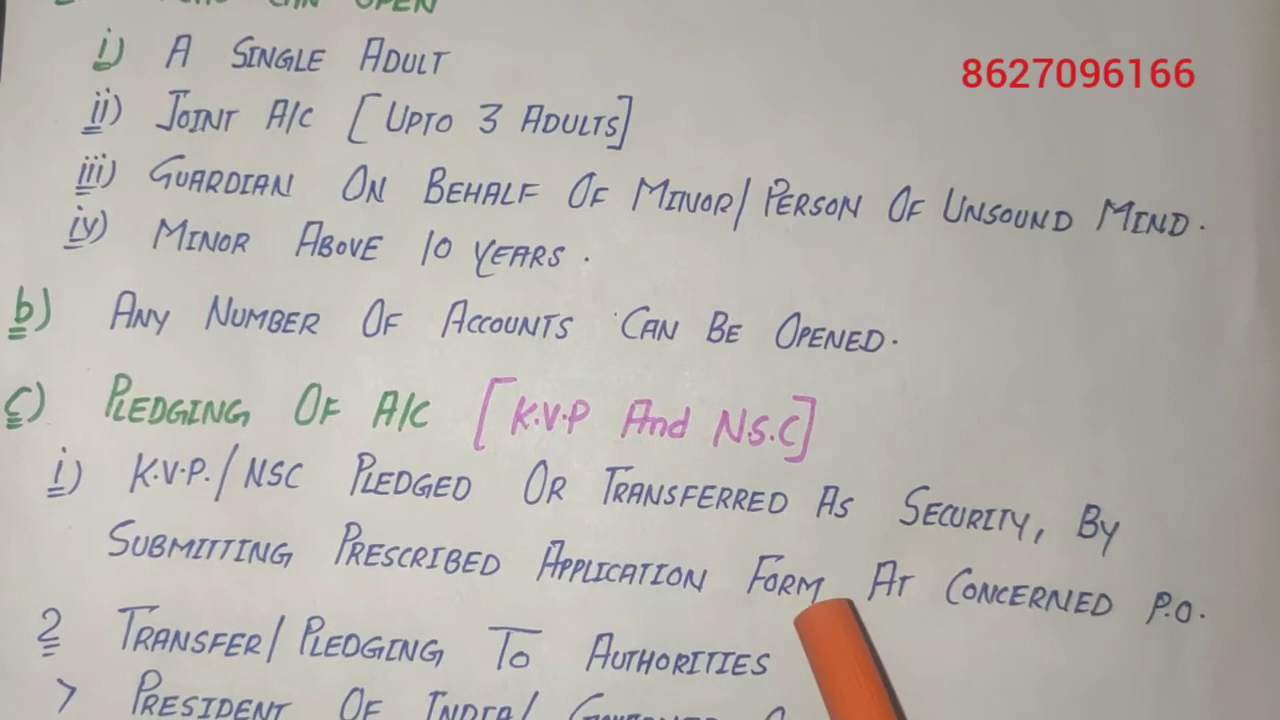 CAN OPEN
i) A SINGLE ADULT
8627096166
ii) JOINT A/C [UPTO 3 ADULTS]
iii) GUARDIAN ON BEHALF OF MINOR/ PERSON OF UNSOUND MIND.
iv) MINOR ABOVE 10 YEARS.
b) ANY NUMBER OF ACCOUNTS CAN BE OPENED.
c) PLEDGING OF A/C [K.V.P And N.S.C]
i) K.V.P./ NSC PLEDGED OR TRANSFERRED AS SECURITY, BY
SUBMITTING PRESCRIBED APPLICATION FORM AT CONCERNED P.O.
2 TRANSFER/ PLEDGING TO AUTHORITIES
> PRESIDENT OF INDIA/